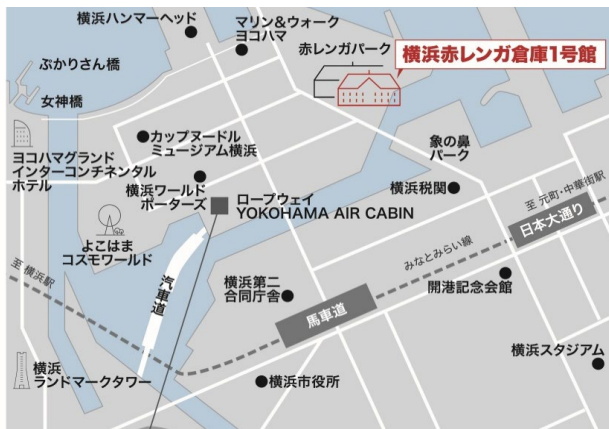 横浜ハンマーヘッド
マリン＆ウォーク
ヨコハマ
赤レンガパーク
横浜赤レンガ倉庫1号館
ぷかりさん橋
女神橋
カップヌードル
ミュージアム横浜
象の鼻
パーク
ヨコハマグランド
インターコンチネンタル
ホテル
横浜ワールド
ポーターズ
ロープウェイ
YOKOHAMA AIR CABIN
横浜税関
至 元町・中華街駅
日本大通り
よこはま
コスモワールド
みなとみらい線
至 横浜駅
汽車道
横浜第二
合同庁舎
馬車道
開港記念会館
横浜スタジアム
横浜
ランドマークタワー
横浜市役所